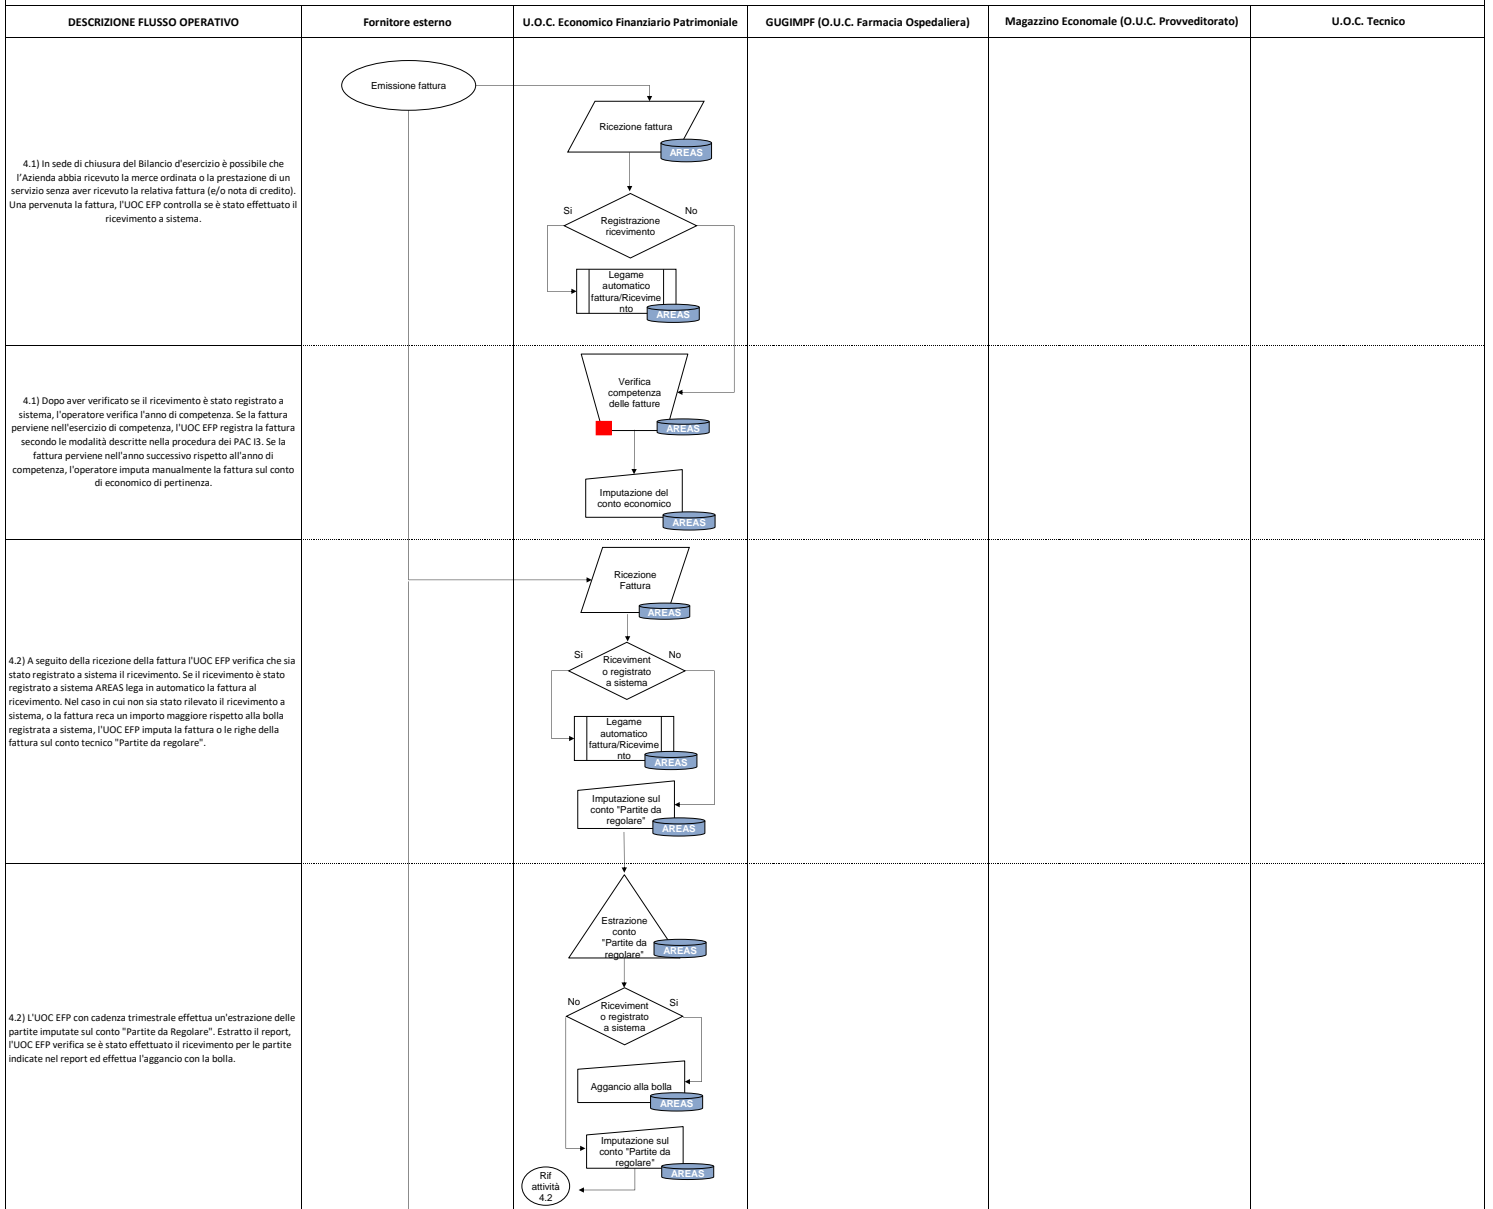 DESCRIZIONE FLUSSO OPERATIVO
Fornitore esterno
U.O.C. Economico Finanziario Patrimoniale
GUGIMPF (O.U.C. Farmacia Ospedaliera)
Magazzino Economale (O.U.C. Provveditorato)
U.O.C. Tecnico
4.1) In sede di chiusura del Bilancio d'esercizio è possibile che
l'Azienda abbia ricevuto la merce ordinata o la prestazione di un
servizio senza aver ricevuto la relativa fattura (e/o nota di credito).
Una pervenuta la fattura, l'UOC EFP controlla se è stato effettuato il
ricevimento a sistema.
Emissione fattura
Ricezione fattura
AREAS
Si
No
Registrazione
ricevimento
Legame
automatico
fattura/Ricevime
nto
AREAS
4.1) Dopo aver verificato se il ricevimento è stato registrato a
sistema, l'operatore verifica l'anno di competenza. Se la fattura
perviene nell'esercizio di competenza, l'UOC EFP registra la fattura
secondo le modalità descritte nella procedura dei PAC I3. Se la
fattura perviene nell'anno successivo rispetto all'anno di
competenza, l'operatore imputa manualmente la fattura sul conto
di economico di pertinenza.
Verifica
competenza
delle fatture
AREAS
Imputazione del
conto economico
AREAS
4.2) A seguito della ricezione della fattura l'UOC EFP verifica che sia
stato registrato a sistema il ricevimento. Se il ricevimento è stato
registrato a sistema AREAS lega in automatico la fattura al
ricevimento. Nel caso in cui non sia stato rilevato il ricevimento a
sistema, o la fattura reca un importo maggiore rispetto alla bolla
registrata a sistema, l'UOC EFP imputa la fattura o le righe della
fattura sul conto tecnico "Partite da regolare".
Ricezione
Fattura
AREAS
Si
No
Riceviment
o registrato
a sistema
Legame
automatico
fattura/Ricevime
nto
AREAS
Imputazione sul
conto "Partite da
regolare"
AREAS
4.2) L'UOC EFP con cadenza trimestrale effettua un'estrazione delle
partite imputate sul conto "Partite da Regolare". Estratto il report,
l'UOC EFP verifica se è stato effettuato il ricevimento per le partite
indicate nel report ed effettua l'aggancio con la bolla.
Estrazione
conto
"Partite da
regolare"
AREAS
No
Si
Riceviment
o registrato
a sistema
Aggancio alla bolla
AREAS
Imputazione sul
conto "Partite da
regolare"
AREAS
Rif
attività
4.2